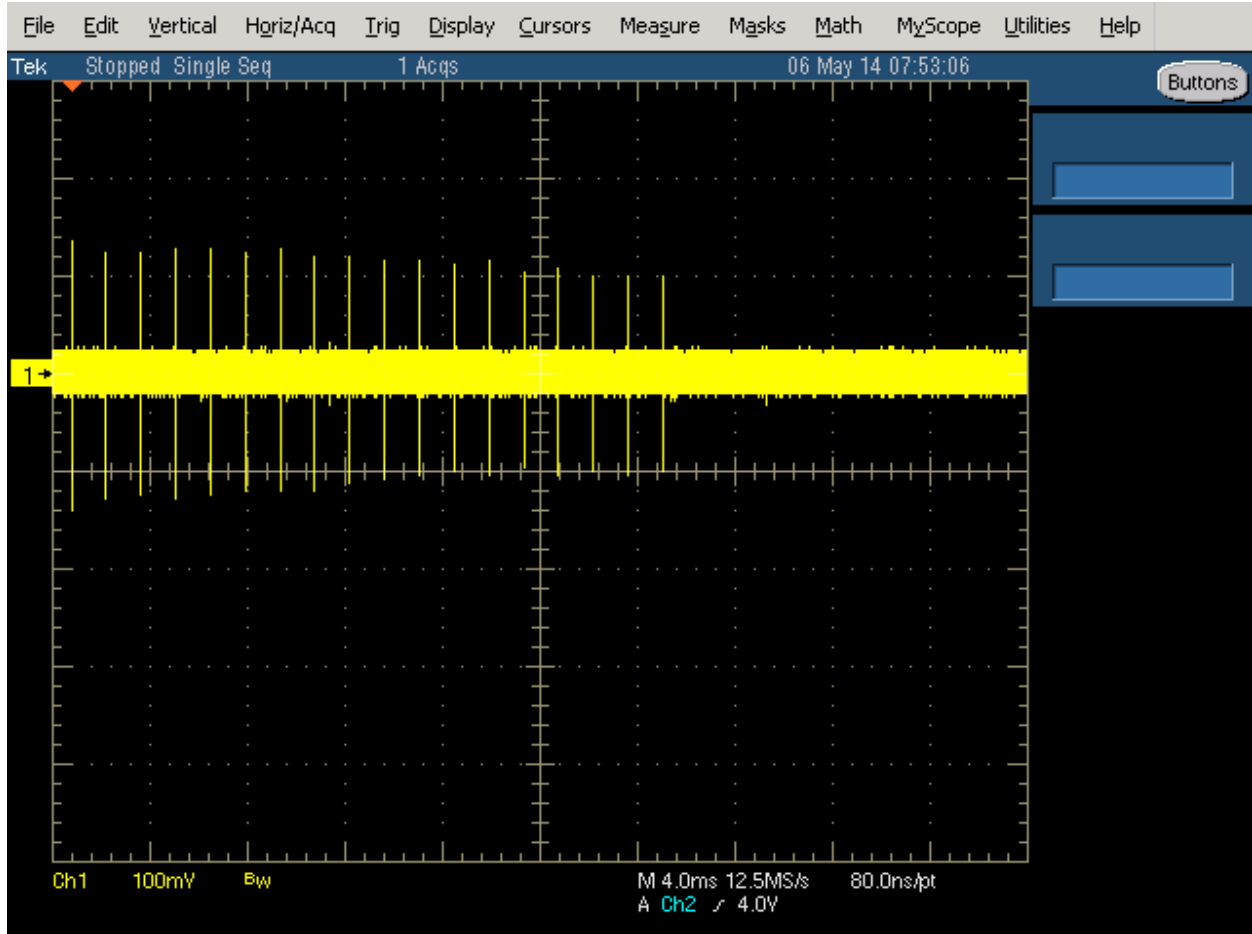 File Edit Vertical Horiz/Acq Trig Display Cursors Measure Masks Math MyScope Utilities Help
Tek Stopped Single Seq 1 Acqs 06 May 14 07:53:06 Buttons
1
Ch1 100mV Bw M 4.0ms 12.5MS/s 80.0ns/pt
A Ch2 4.0V